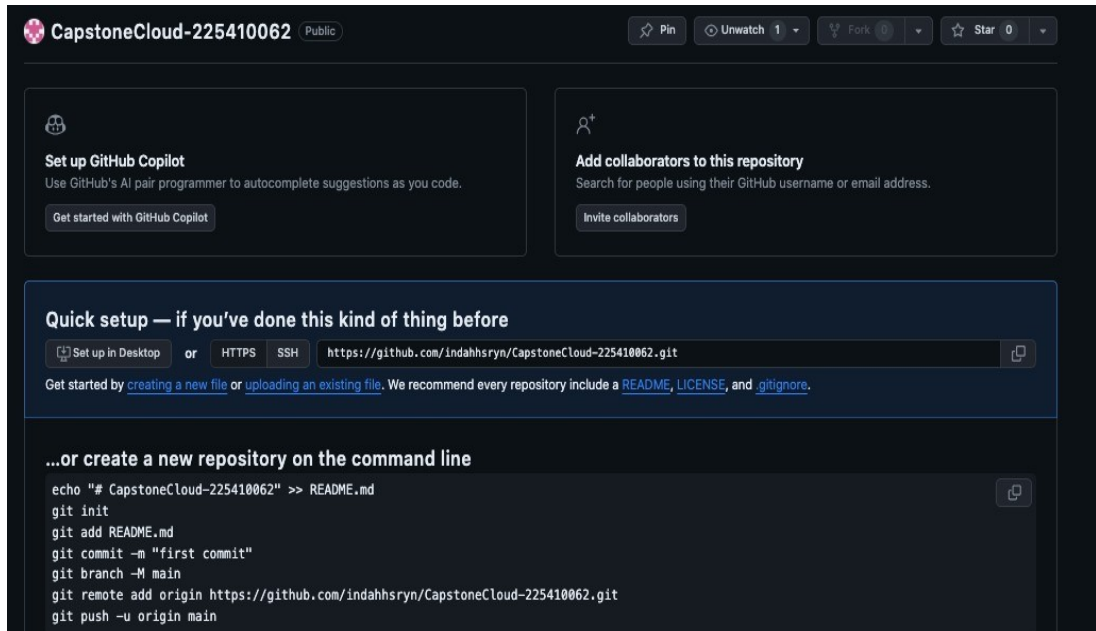 CapstoneCloud-225410062 Public
Pin Unwatch 1 Fork 0 Star 0
Set up GitHub Copilot
Use GitHub's AI pair programmer to autocomplete suggestions as you code.
Get started with GitHub Copilot
Add collaborators to this repository
Search for people using their GitHub username or email address.
Invite collaborators
Quick setup — if you've done this kind of thing before
Set up in Desktop or HTTPS SSH https://github.com/indahhsryn/CapstoneCloud-225410062.git
Get started by creating a new file or uploading an existing file. We recommend every repository include a README, LICENSE, and .gitignore.
...or create a new repository on the command line
echo "# CapstoneCloud-225410062" >> README.md
git init
git add README.md
git commit -m "first commit"
git branch -M main
git remote add origin https://github.com/indahhsryn/CapstoneCloud-225410062.git
git push -u origin main